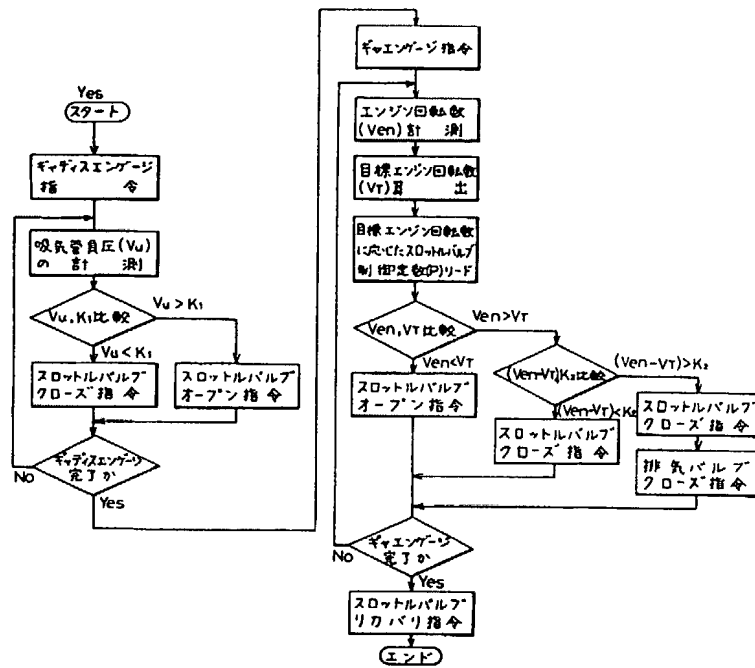 Yes
スタート
ギヤディスエンゲージ
指令
吸気管負圧(Vu)
の計測
Vu,K1比較
Vu>K1
Vu<K1
スロットルバルブ
クローズ指令
スロットルバルブ
オープン指令
ギヤディスエンゲージ
完了か
No
Yes
ギヤエンゲージ指令
エンジン回転数
(Ven)計測
目標エンジン回転数
(VT)算出
目標エンジン回転数
に応じたスロットルバルブ
制御定数(P)リード
Ven,VT比較
Ven>VT
Ven<VT
スロットルバルブ
オープン指令
(Ven-VT),K2比較
(Ven-VT)>K2
(Ven-VT)<K2
スロットルバルブ
クローズ指令
スロットルバルブ
クローズ指令
排気バルブ
クローズ指令
ギヤエンゲージ
完了か
No
Yes
スロットルバルブ
リカバリ指令
エンド